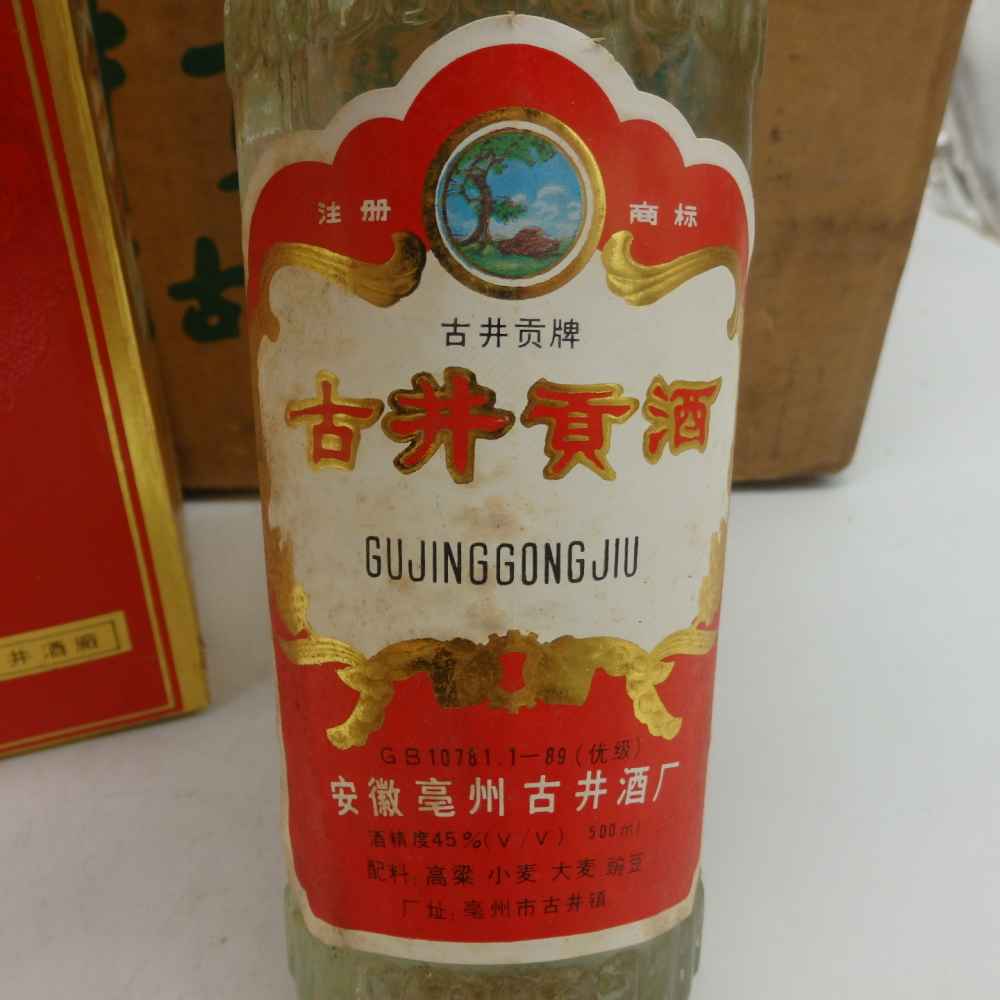 注册 商标
古井贡牌
古井贡酒
GUJINGGONGJIU
GB10781.1-89(优级)
安徽亳州古井酒厂
酒精度45%(V/V) 500ml
配料:高粱 小麦 大麦 豌豆
厂址:亳州市古井镇
井酒廠
古